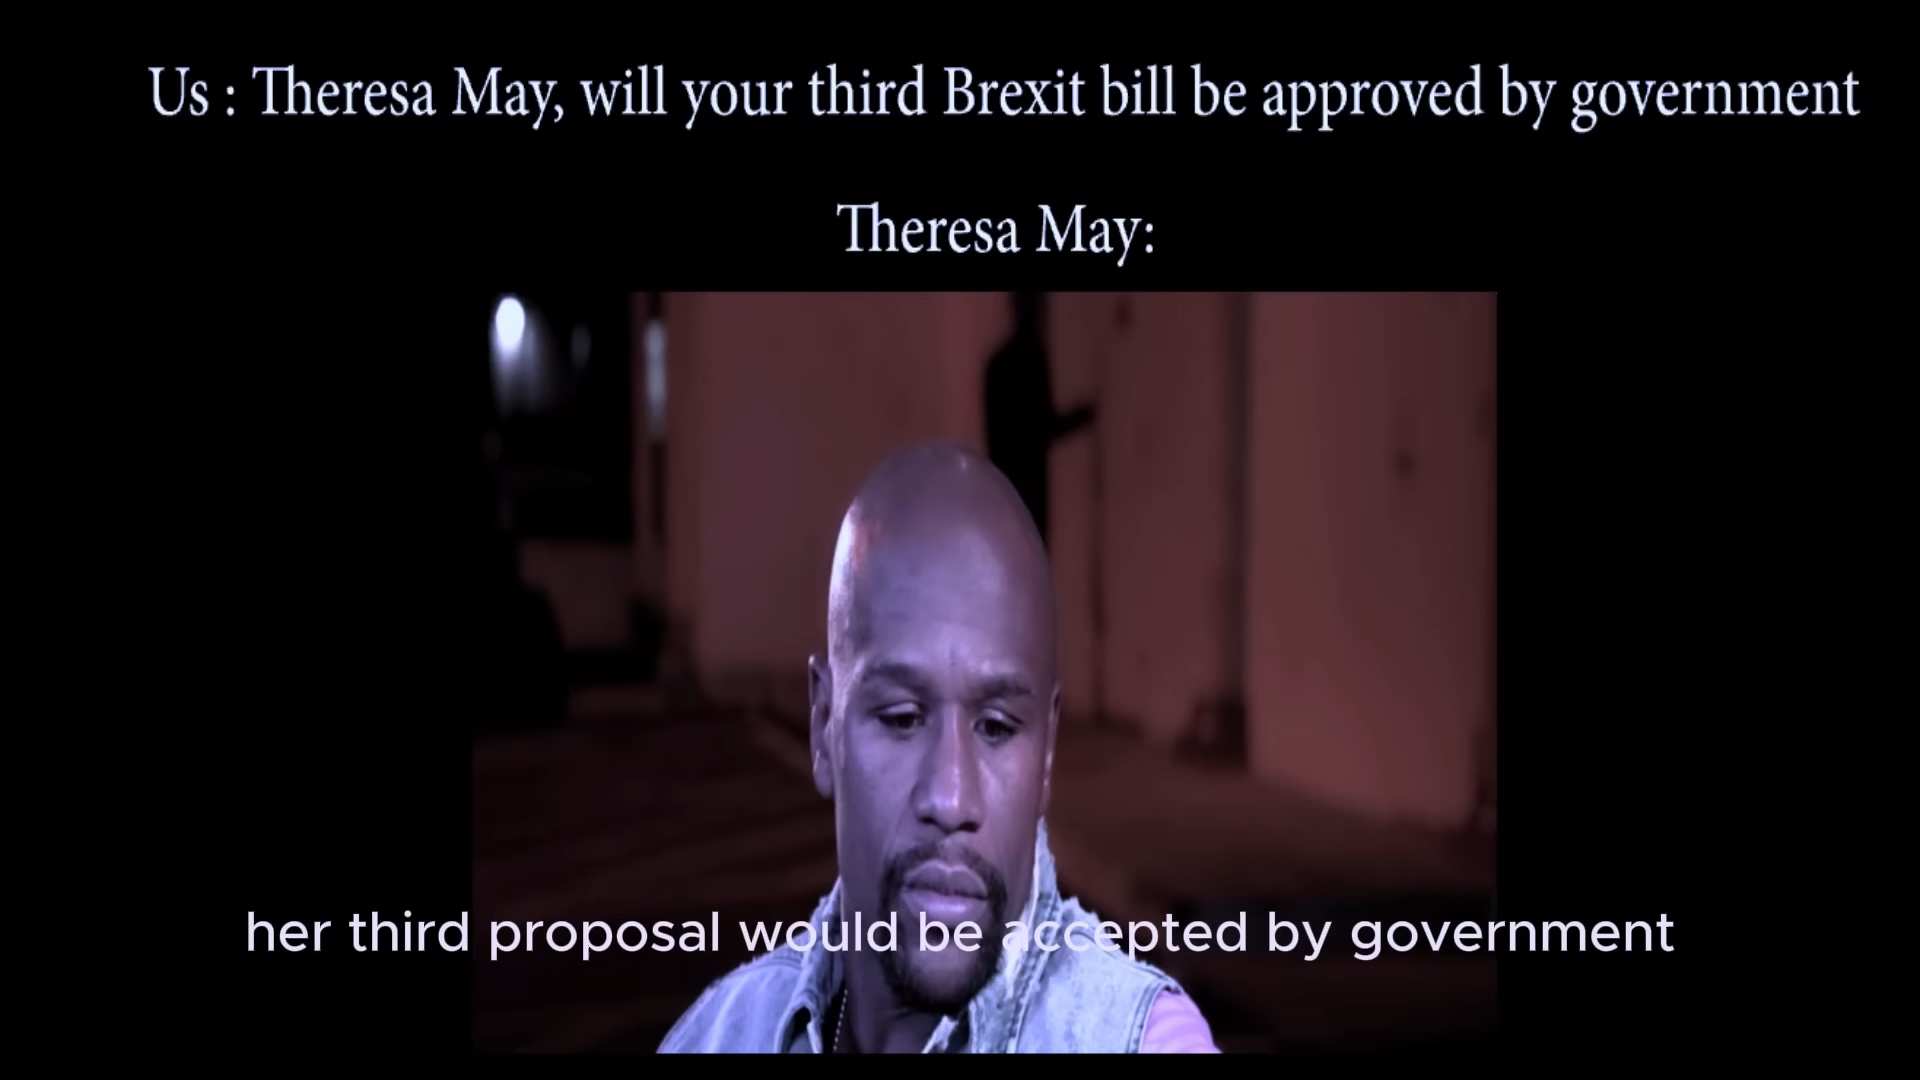 Us : Theresa May, will your third Brexit bill be approved by government
Theresa May:
her third proposal would be accepted by government